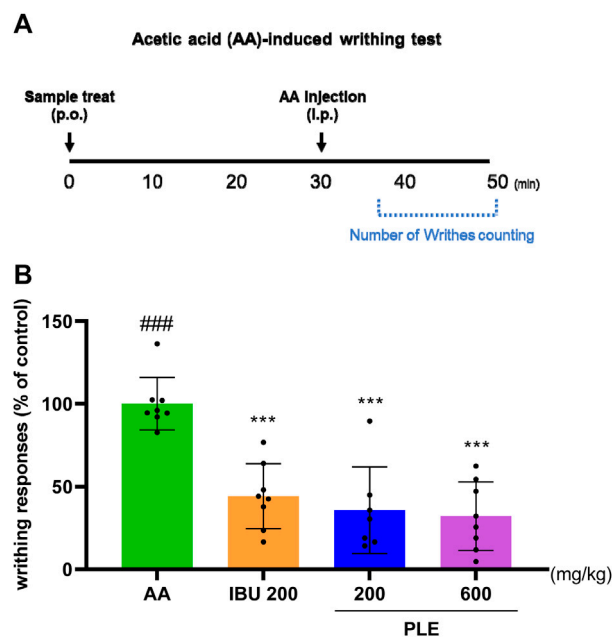 A
Acetic acid (AA)-induced writhing test
Sample treat
(p.o.)
AA Injection
(I.p.)
0 10 20 30 40 50 (min)
Number of Writhes counting
B
writhing responses (% of control)
150
100
50
0
###
***
***
***
AA IBU 200 200 600 (mg/kg)
PLE